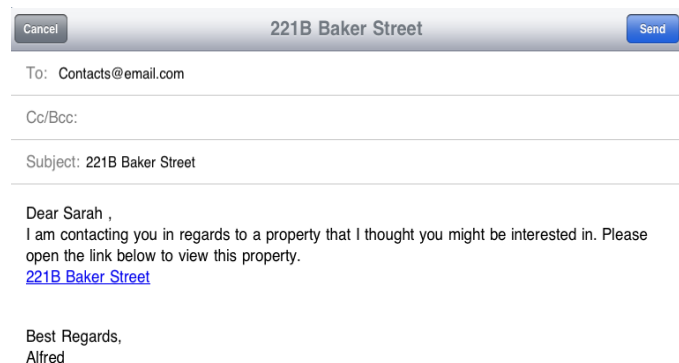 Cancel 221B Baker Street Send
To: Contacts@email.com
Cc/Bcc:
Subject: 221B Baker Street
Dear Sarah ,
I am contacting you in regards to a property that I thought you might be interested in. Please
open the link below to view this property.
221B Baker Street
Best Regards,
Alfred